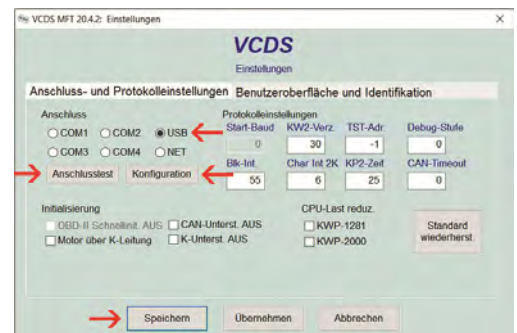 VCDS MFT 20.4.2: Einstellungen
VCDS
Einstellungen
Anschluss- und Protokolleinstellungen Benutzeroberfläche und Identifikation
Anschluss
COM1 COM2 USB
COM3 COM4 NET
Anschlusstest Konfiguration
Protokolleinstellungen
Start-Baud KW2-Verz. TST-Adr Debug-Stufe
0 30 -1 0
Blk-Int. Char Int 2K KP2-Zeit CAN-Timeout
55 6 25 0
Initialisierung
OBD-II Schnellinit. AUS CAN-Unterst. AUS
Motor über K-Leitung K-Unterst. AUS
CPU-Last reduz.
KWP-1281
KWP-2000
Standard
wiederherst.
Speichern Übernehmen Abbrechen